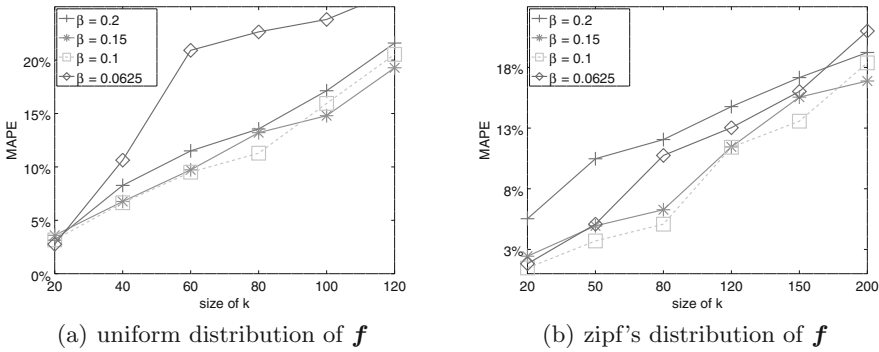 β = 0.2
β = 0.15
β = 0.1
β = 0.0625
20%
15%
10%
5%
0%
MAPE
20 40 60 80 100 120
size of k
(a) uniform distribution of f
β = 0.2
β = 0.15
β = 0.1
β = 0.0625
18%
13%
8%
3%
MAPE
20 50 80 120 150 200
size of k
(b) zipf's distribution of f